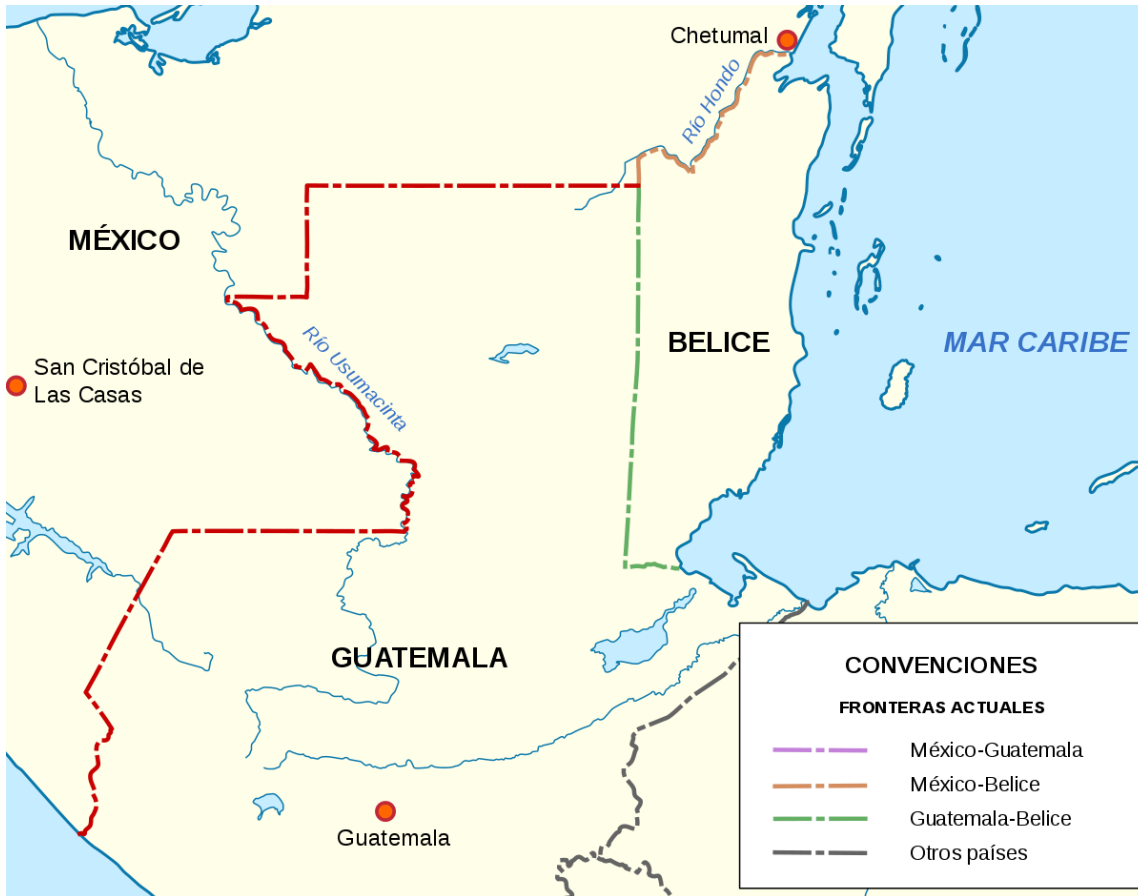 Chetumal
Río Hondo
MÉXICO
Río Usumacinta
BELICE
MAR CARIBE
San Cristóbal de
Las Casas
GUATEMALA
Guatemala
CONVENCIONES
FRONTERAS ACTUALES
México-Guatemala
México-Belice
Guatemala-Belice
Otros países